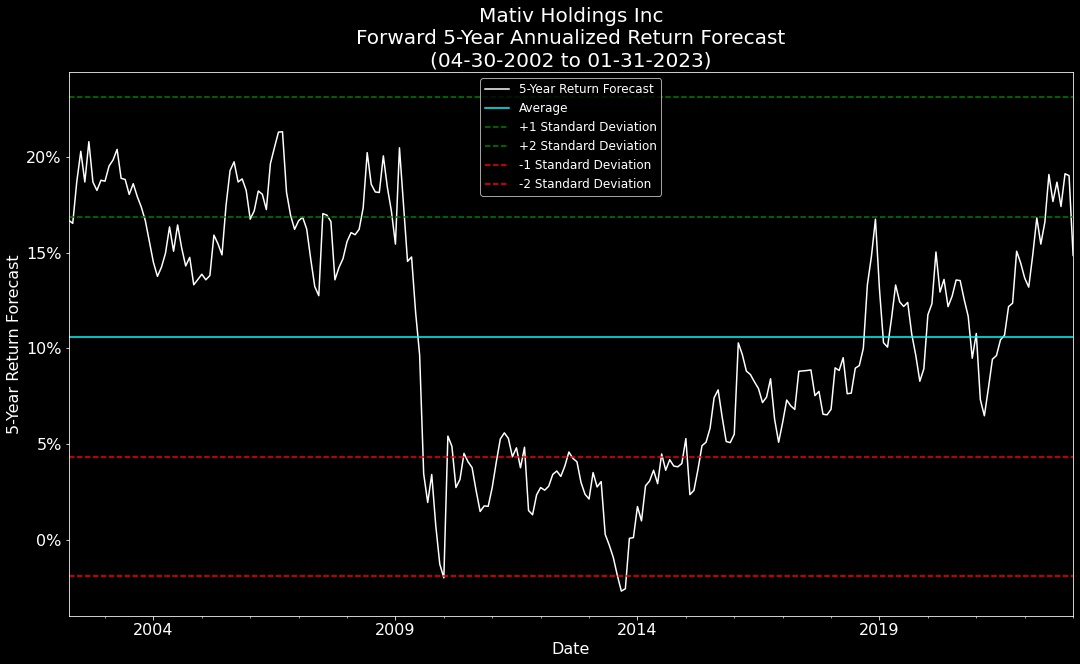 Mativ Holdings Inc
Forward 5-Year Annualized Return Forecast
(04-30-2002 to 01-31-2023)
5-Year Return Forecast
Average
+1 Standard Deviation
+2 Standard Deviation
-1 Standard Deviation
-2 Standard Deviation
20%
15%
10%
5%
0%
5-Year Return Forecast
2004
2009
2014
2019
Date